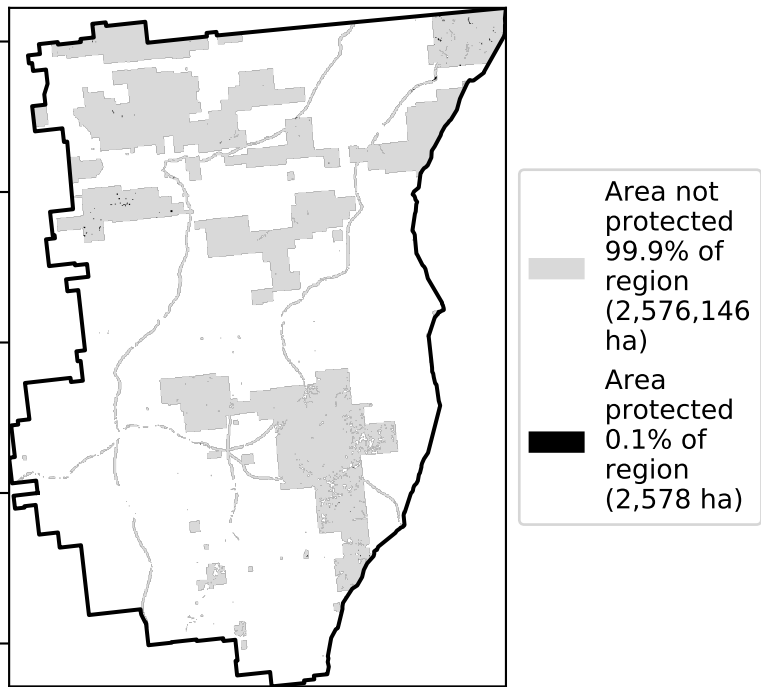 Area not
protected
99.9% of
region
(2,576,146
ha)
Area
protected
0.1% of
region
(2,578 ha)